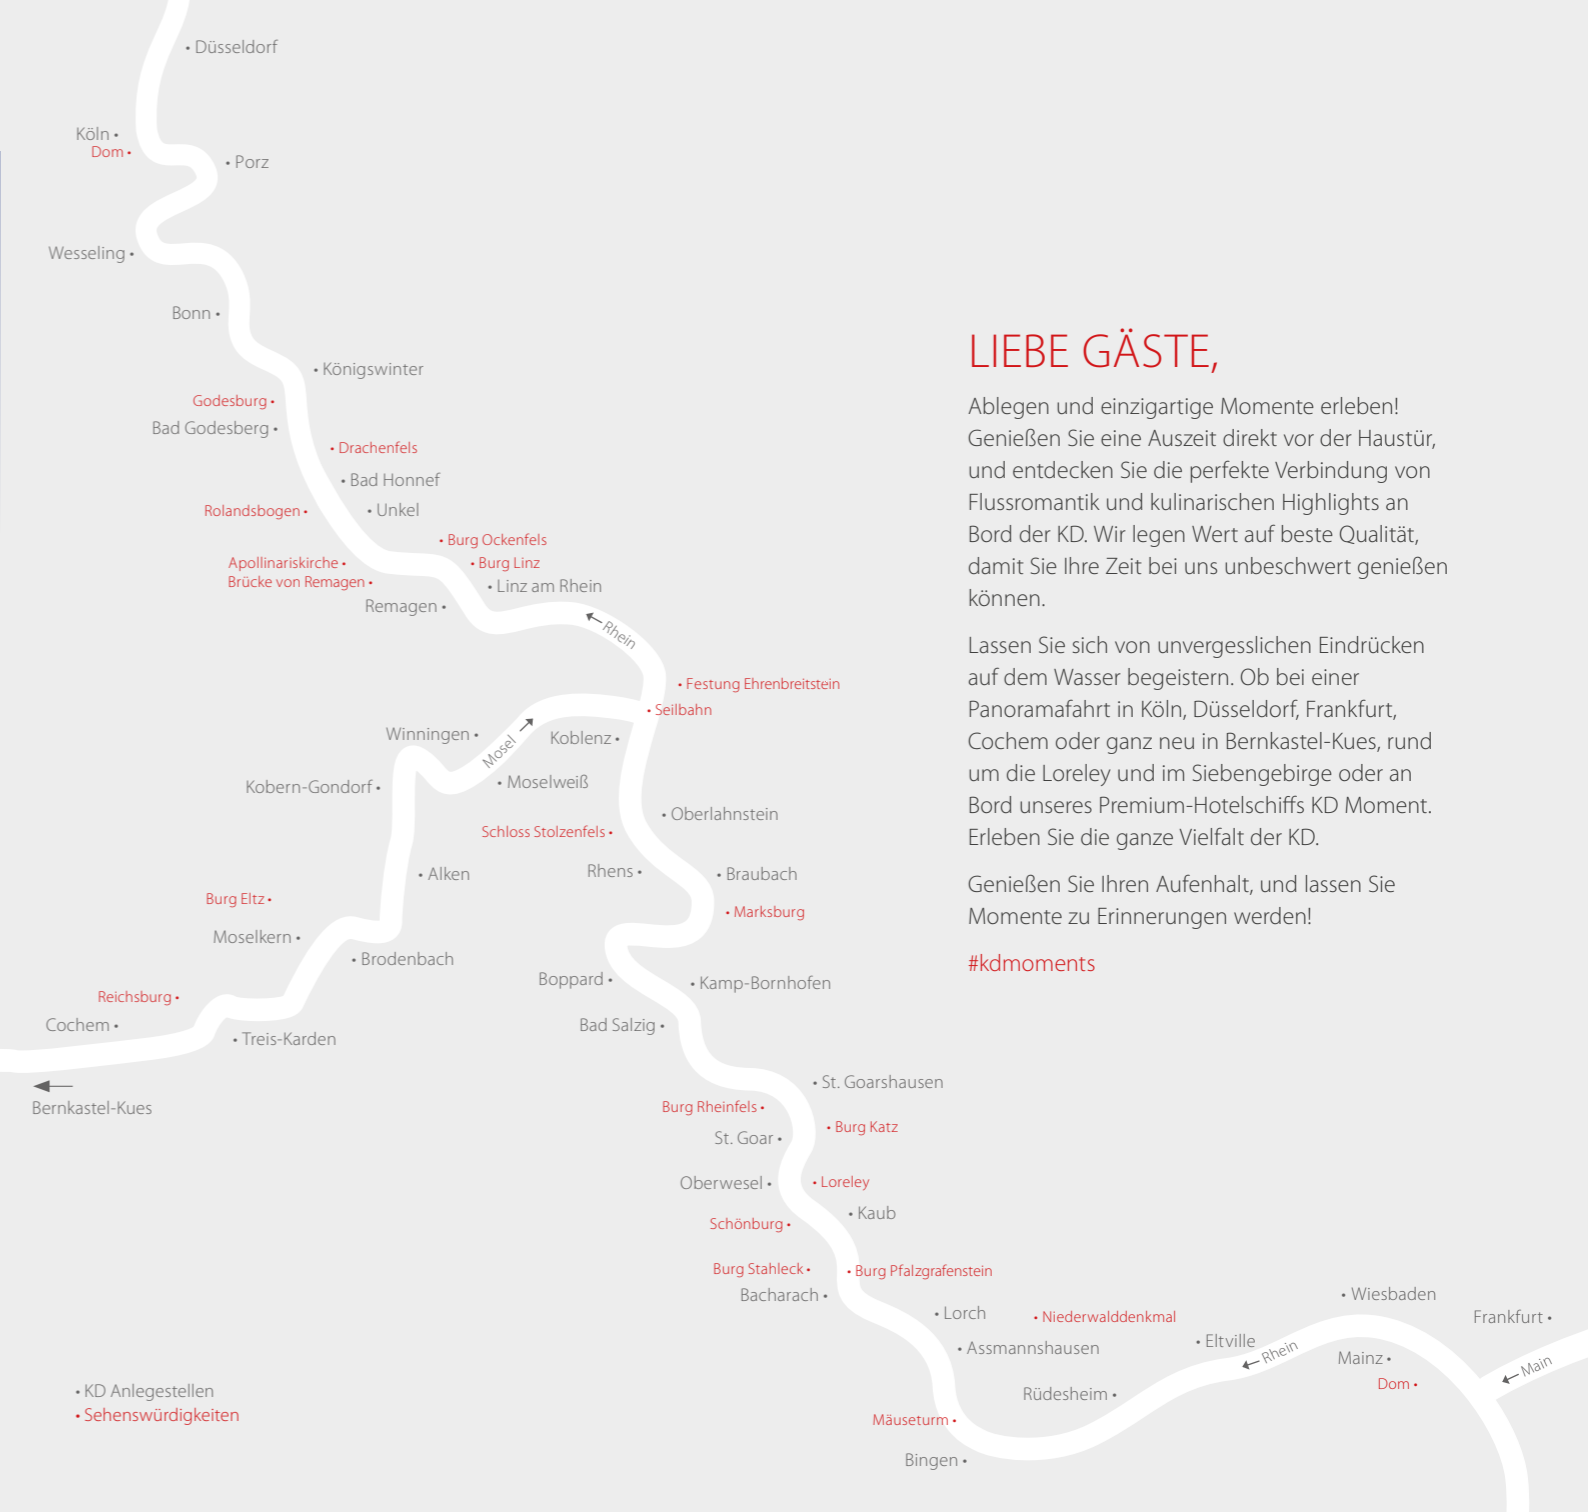 • Düsseldorf
Köln •
Dom •
• Porz
Wesseling •
Bonn •
• Königswinter
Godesburg •
Bad Godesberg •
• Drachenfels
• Bad Honnef
Rolandsbogen •
• Unkel
• Burg Ockenfels
Apollinariskirche •
• Burg Linz
Brücke von Remagen •
• Linz am Rhein
Remagen •
← Rhein
• Festung Ehrenbreitstein
• Seilbahn
Winningen •
Mosel →
Koblenz •
Kobern-Gondorf •
• Moselweiß
• Oberlahnstein
Schloss Stolzenfels •
Rhens •
• Braubach
• Alken
Burg Eltz •
• Marksburg
Moselkern •
• Brodenbach
Boppard •
• Kamp-Bornhofen
Reichsburg •
Cochem •
Bad Salzig •
• Treis-Karden
←
Bernkastel-Kues
• St. Goarshausen
Burg Rheinfels •
• Burg Katz
St. Goar •
Oberwesel •
• Loreley
• Kaub
Schönburg •
Burg Stahleck •
• Burg Pfalzgrafenstein
Bacharach •
• Lorch
• Niederwalddenkmal
• Assmannshausen
• Wiesbaden
Frankfurt •
• Eltville
← Rhein
Mainz •
← Main
Dom •
Rüdesheim •
Mäuseturm •
Bingen •
• KD Anlegestellen
• Sehenswürdigkeiten
LIEBE GÄSTE,
Ablegen und einzigartige Momente erleben!
Genießen Sie eine Auszeit direkt vor der Haustür,
und entdecken Sie die perfekte Verbindung von
Flussromantik und kulinarischen Highlights an
Bord der KD. Wir legen Wert auf beste Qualität,
damit Sie Ihre Zeit bei uns unbeschwert genießen
können.
Lassen Sie sich von unvergesslichen Eindrücken
auf dem Wasser begeistern. Ob bei einer
Panoramafahrt in Köln, Düsseldorf, Frankfurt,
Cochem oder ganz neu in Bernkastel-Kues, rund
um die Loreley und im Siebengebirge oder an
Bord unseres Premium-Hotelschiffs KD Moment.
Erleben Sie die ganze Vielfalt der KD.
Genießen Sie Ihren Aufenhalt, und lassen Sie
Momente zu Erinnerungen werden!
#kdmoments